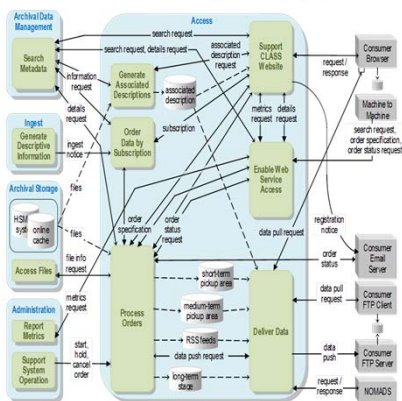 Archival Data
Management
Search
Metadata
Ingest
Generate
Descriptive
Information
Archival Storage
HSM
syst
online
cache
Access Files
Administration
Report
Metrics
Support
System
Operation
Access
search request
search request, details request
information
request
details
request
ingest
notice
files
files
file info
request
metrics
request
start,
hold,
cancel
order
Generate
Associated
Descriptions
Order
Data by
Subscription
associated
description
request
associated
description
subscription
Support
CLASS
Website
metrics
request
details
request
Enable Web
Service
Access
order
specification
order
status
request
Process
Orders
short-term
pickup area
medium-term
pickup area
RSS feeds
data push request
long-term
stage
Deliver Data
data pull request
request /
response
search request,
order specification,
order status request
registration
notice
order
status
data pull
request
data
push
request /
response
Consumer
Browser
Machine to
Machine
Consumer
Email
Server
Consumer
FTP Client
Consumer
FTP Server
NOMADS